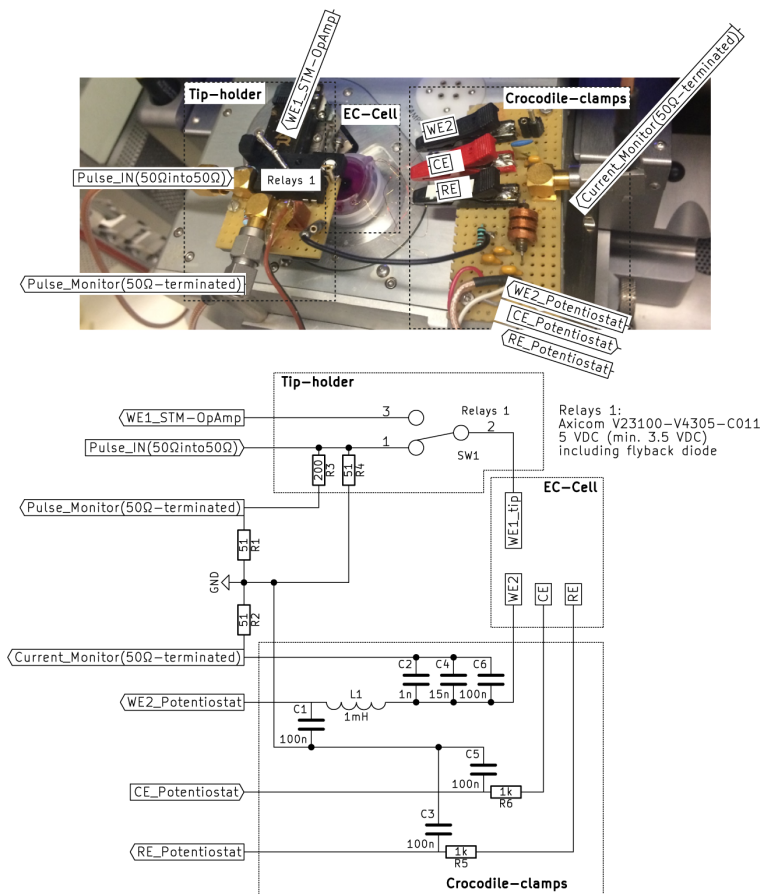 WE1_STM-OpAmp
Current_Monitor(50Ω-terminated)
Tip-holder
EC-Cell
Crocodile-clamps
WE2
CE
RE
Pulse_IN(50Ωinto50Ω)
Relays 1
Pulse_Monitor(50Ω-terminated)
WE2_Potentiostat
CE_Potentiostat
RE_Potentiostat
Tip-holder
WE1_STM-OpAmp
3
Relays 1
Pulse_IN(50Ωinto50Ω)
1
2
SW1
200
R3
51
R4
Relays 1:
Axicom V23100-V4305-C011
5 VDC (min. 3.5 VDC)
including flyback diode
EC-Cell
WE1_tip
WE2
CE
RE
Pulse_Monitor(50Ω-terminated)
51
R1
GND
51
R2
Current_Monitor(50Ω-terminated)
C2
1n
C4
15n
C6
100n
WE2_Potentiostat
C1
100n
L1
1mH
C5
100n
CE_Potentiostat
1k
R6
C3
100n
RE_Potentiostat
1k
R5
Crocodile-clamps